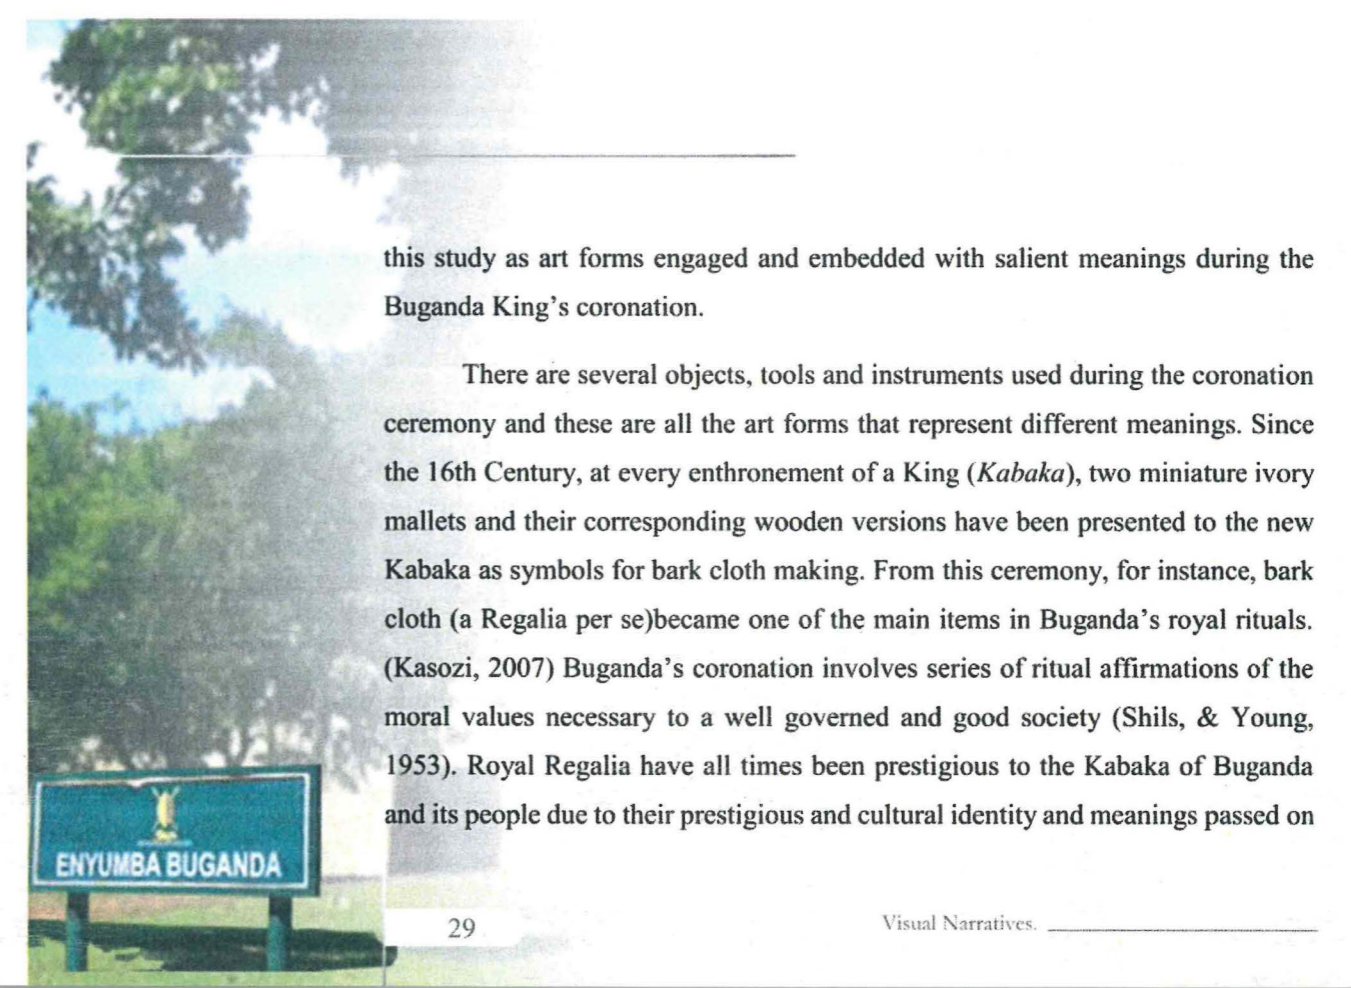 this study as art forms engaged and embedded with salient meanings during the
Buganda King's coronation.
There are several objects, tools and instruments used during the coronation
ceremony and these are all the art forms that represent different meanings. Since
the 16th Century, at every enthronement of a King (Kabaka), two miniature ivory
mallets and their corresponding wooden versions have been presented to the new
Kabaka as symbols for bark cloth making. From this ceremony, for instance, bark
cloth (a Regalia per se)became one of the main items in Buganda's royal rituals.
(Kasozi, 2007) Buganda's coronation involves series of ritual affirmations of the
moral values necessary to a well governed and good society (Shils, & Young,
1953). Royal Regalia have all times been prestigious to the Kabaka of Buganda
and its people due to their prestigious and cultural identity and meanings passed on
ENYUMBA BUGANDA
29
Visual Narratives.